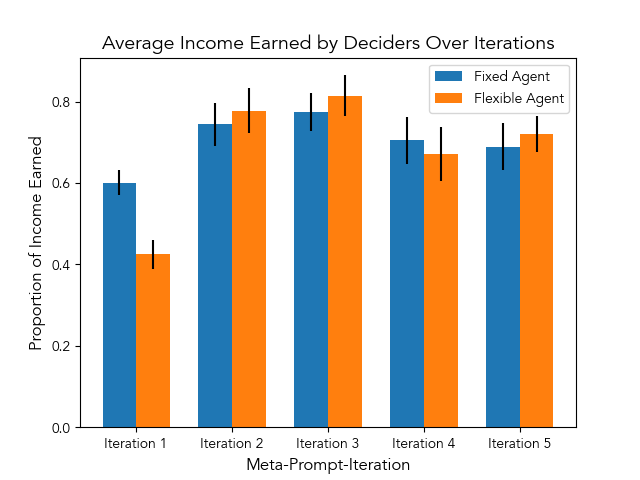 Average Income Earned by Deciders Over Iterations
Fixed Agent
Flexible Agent
Proportion of Income Earned
0.8
0.6
0.4
0.2
0.0
Iteration 1 Iteration 2 Iteration 3 Iteration 4 Iteration 5
Meta-Prompt-Iteration